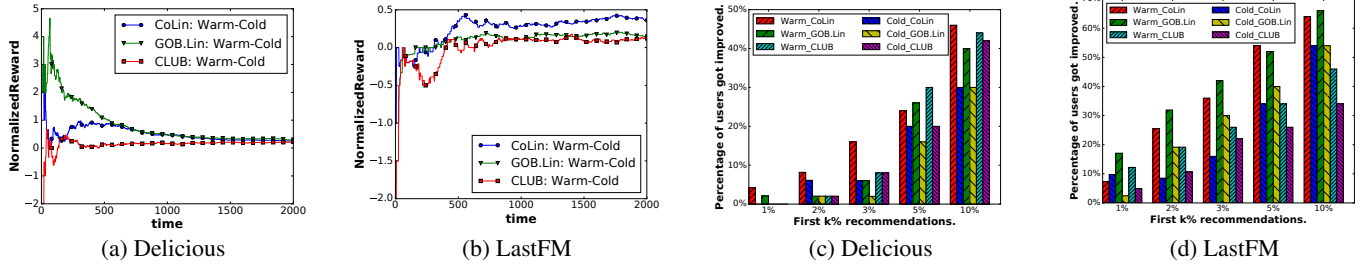 5
4
3
2
1
0
−1
−2
NormalizedReward
CoLin: Warm-Cold
GOB.Lin: Warm-Cold
CLUB: Warm-Cold
0 500 1000 1500 2000
time
(a) Delicious
0.5
0.0
−0.5
−1.0
−1.5
−2.0
NormalizedReward
CoLin: Warm-Cold
GOB.Lin: Warm-Cold
CLUB: Warm-Cold
0 500 1000 1500 2000
time
(b) LastFM
50%
40%
30%
20%
10%
0%
Percentage of users got improved.
Warm_CoLin Cold_CoLin
Warm_GOB.Lin Cold_GOB.Lin
Warm_CLUB Cold_CLUB
1% 2% 3% 5% 10%
First k% recommendations.
(c) Delicious
70%
60%
50%
40%
30%
20%
10%
0%
Percentage of users got improved.
Warm_CoLin Cold_CoLin
Warm_GOB.Lin Cold_GOB.Lin
Warm_CLUB Cold_CLUB
1% 2% 3% 5% 10%
First k% recommendations.
(d) LastFM